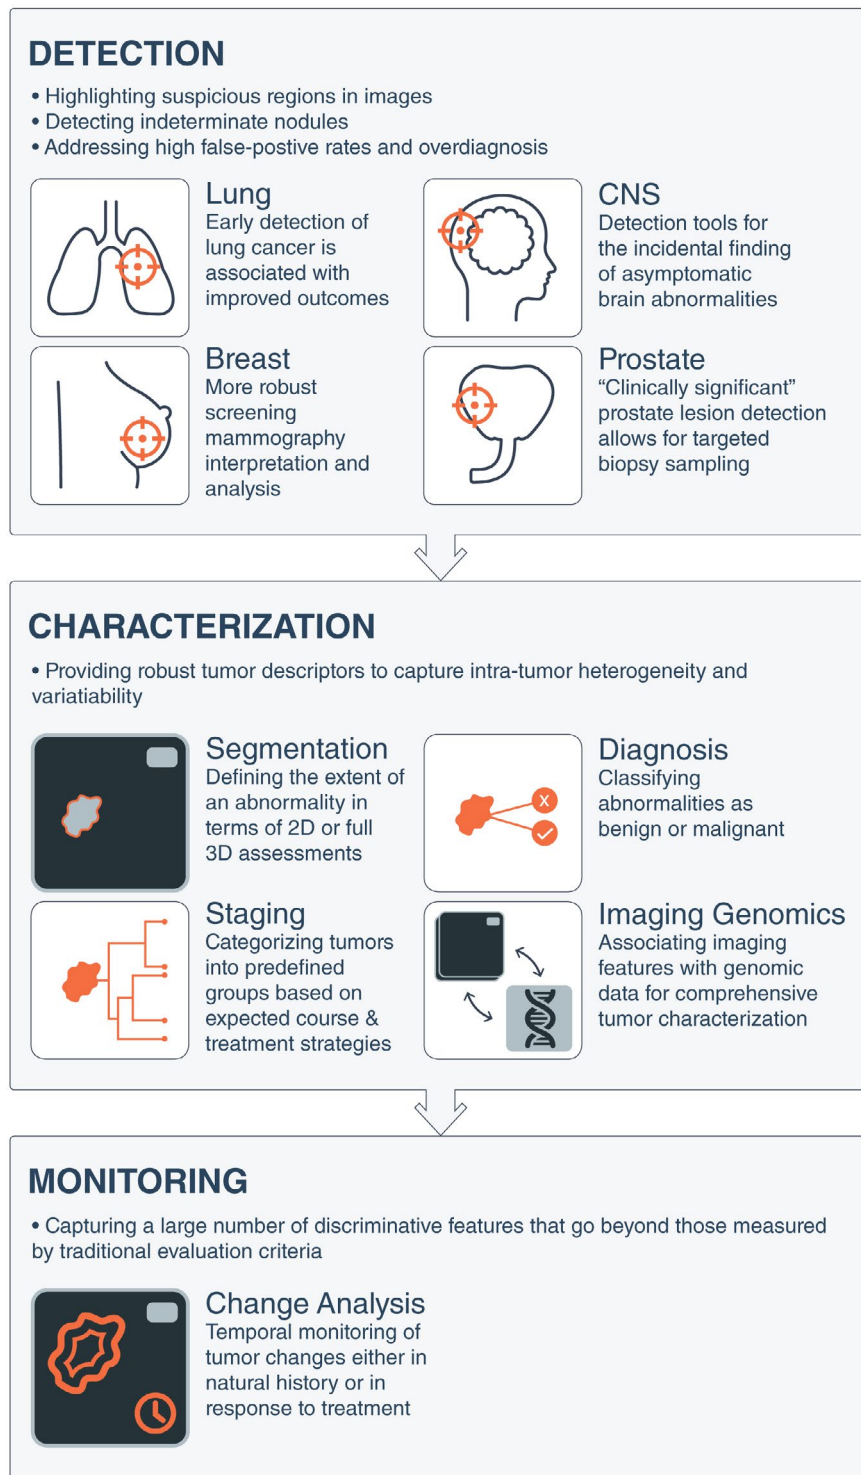 DETECTION
• Highlighting suspicious regions in images
• Detecting indeterminate nodules
• Addressing high false-postive rates and overdiagnosis
Lung
Early detection of
lung cancer is
associated with
improved outcomes
CNS
Detection tools for
the incidental finding
of asymptomatic
brain abnormalities
Breast
More robust
screening
mammography
interpretation and
analysis
Prostate
“Clinically significant”
prostate lesion detection
allows for targeted
biopsy sampling
CHARACTERIZATION
• Providing robust tumor descriptors to capture intra-tumor heterogeneity and
variatiability
Segmentation
Defining the extent of
an abnormality in
terms of 2D or full
3D assessments
Diagnosis
Classifying
abnormalities as
benign or malignant
X
Staging
Categorizing tumors
into predefined
groups based on
expected course &
treatment strategies
Imaging Genomics
Associating imaging
features with genomic
data for comprehensive
tumor characterization
MONITORING
• Capturing a large number of discriminative features that go beyond those measured
by traditional evaluation criteria
Change Analysis
Temporal monitoring of
tumor changes either in
natural history or in
response to treatment